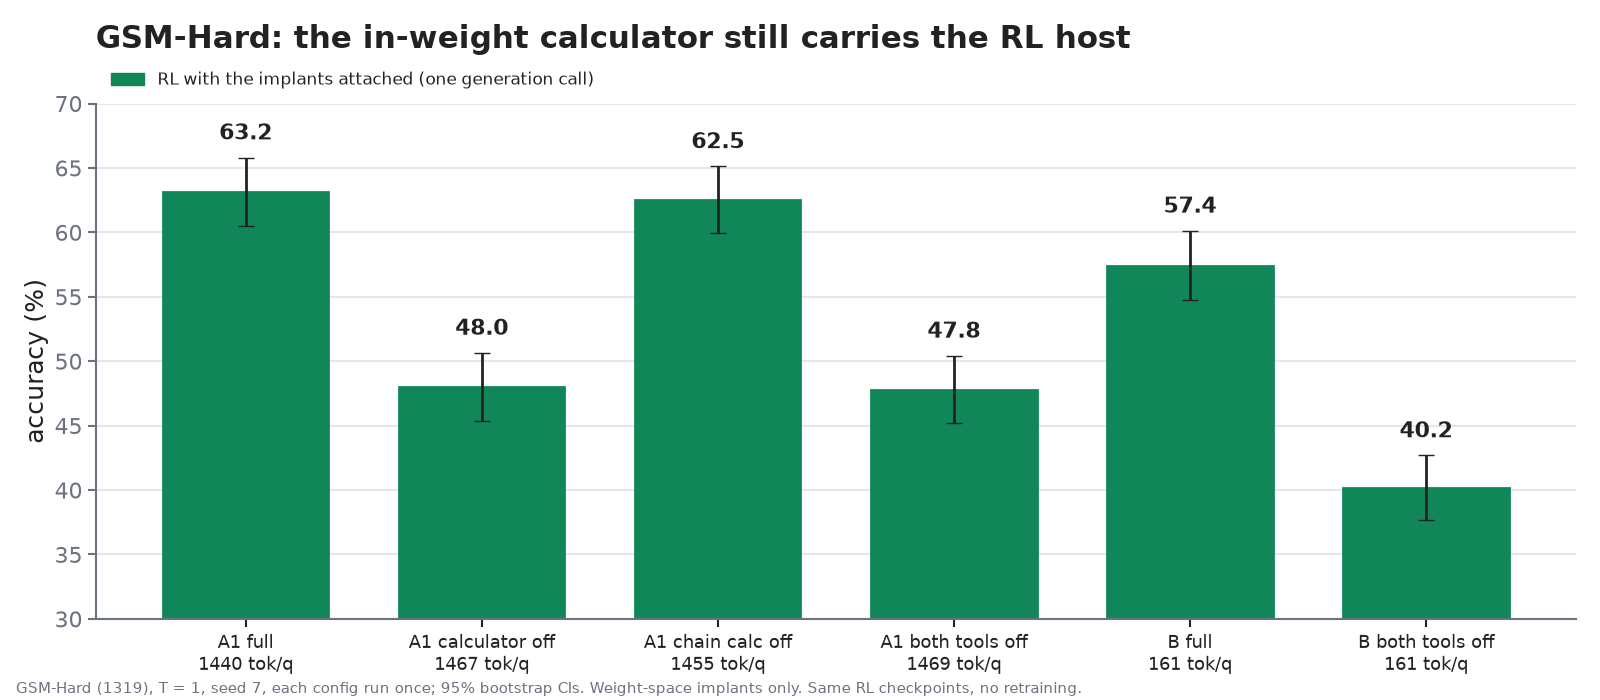 GSM-Hard: the in-weight calculator still carries the RL host
RL with the implants attached (one generation call)
accuracy (%)
70
65
60
55
50
45
40
35
30
63.2
48.0
62.5
47.8
57.4
40.2
A1 full
1440 tok/q
A1 calculator off
1467 tok/q
A1 chain calc off
1455 tok/q
A1 both tools off
1469 tok/q
B full
161 tok/q
B both tools off
161 tok/q
GSM-Hard (1319), T = 1, seed 7, each config run once; 95% bootstrap CIs. Weight-space implants only. Same RL checkpoints, no retraining.